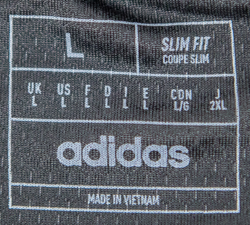 L
SLIM FIT
COUPE SLIM
UK US F D I E CDN J
L L L L L L L/G 2XL
adidas
MADE IN VIETNAM